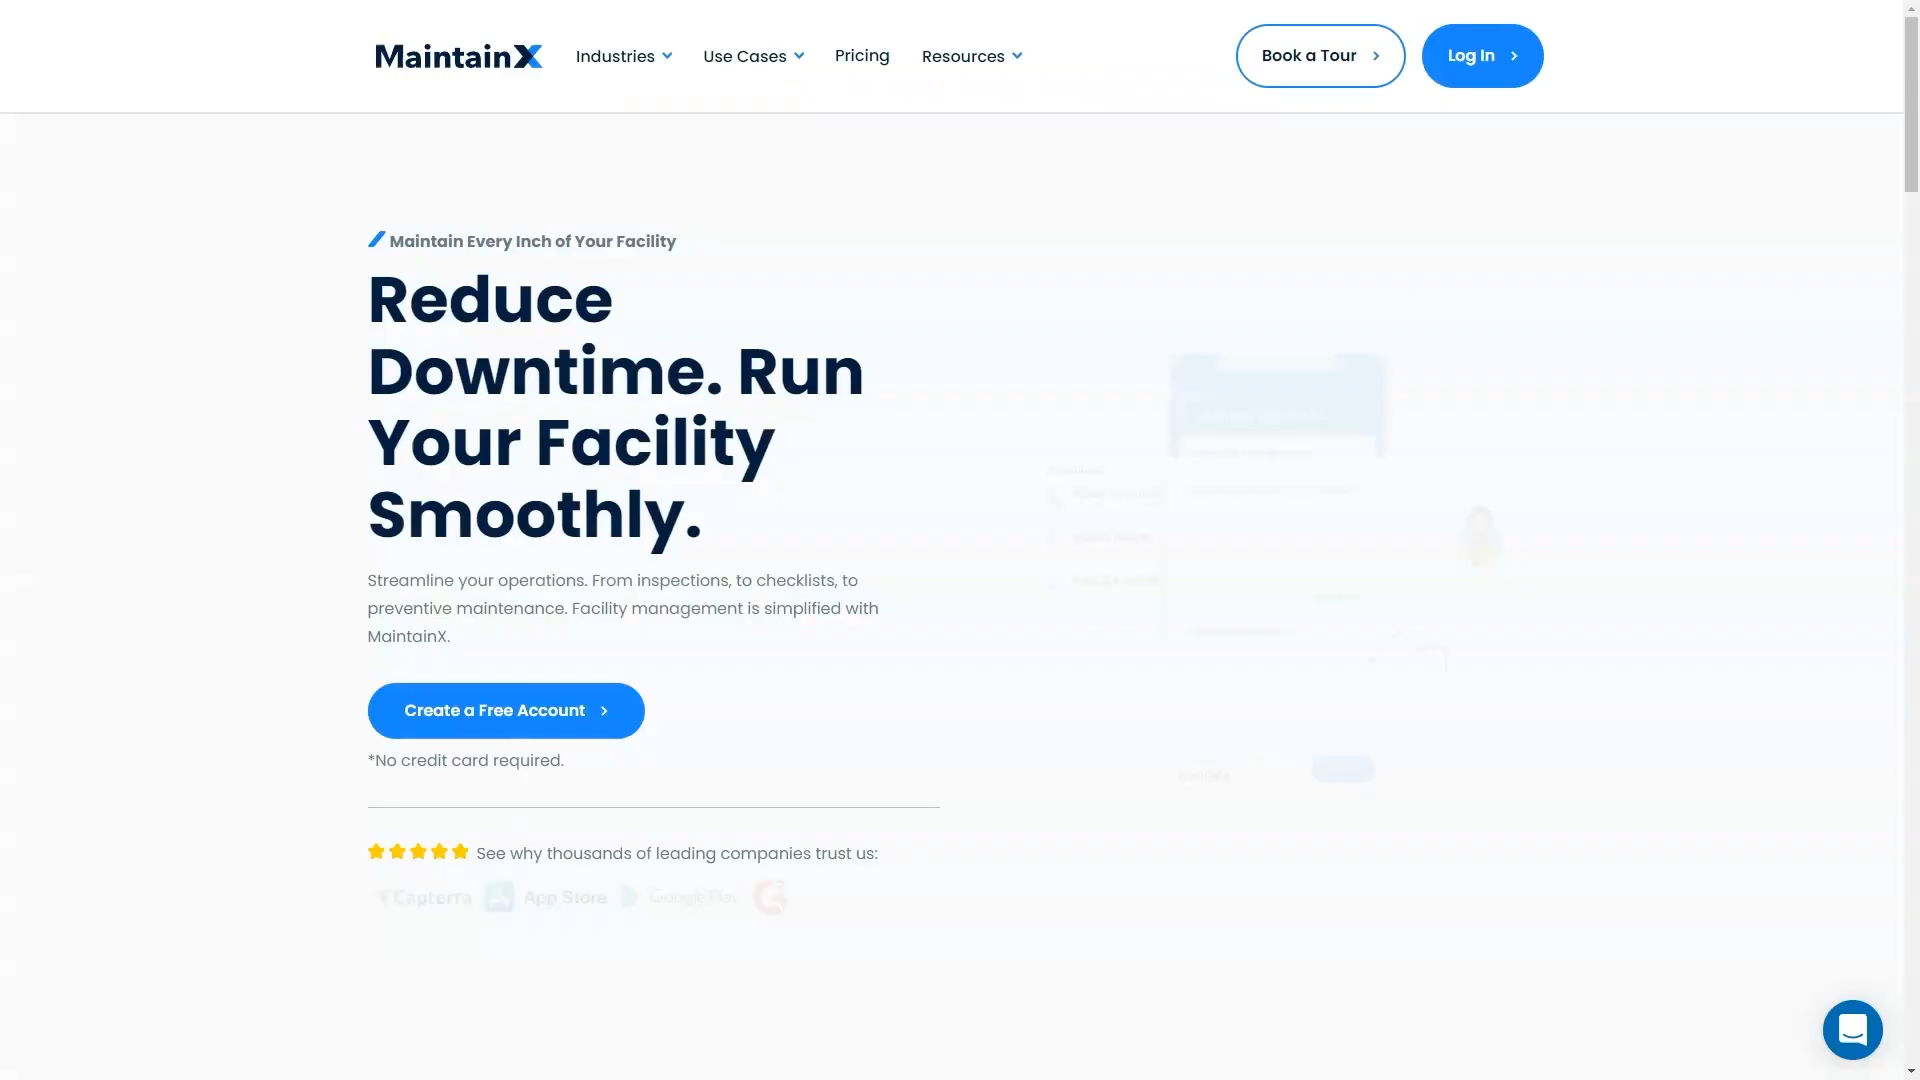 MaintainX
Industries
Use Cases
Pricing
Resources
Book a Tour
Log In
Maintain Every Inch of Your Facility
Reduce
Downtime. Run
Your Facility
Smoothly.
Streamline your operations. From inspections, to checklists, to
preventive maintenance. Facility management is simplified with
MaintainX.
Create a Free Account
*No credit card required.
See why thousands of leading companies trust us:
Capterra
App Store
Google Play